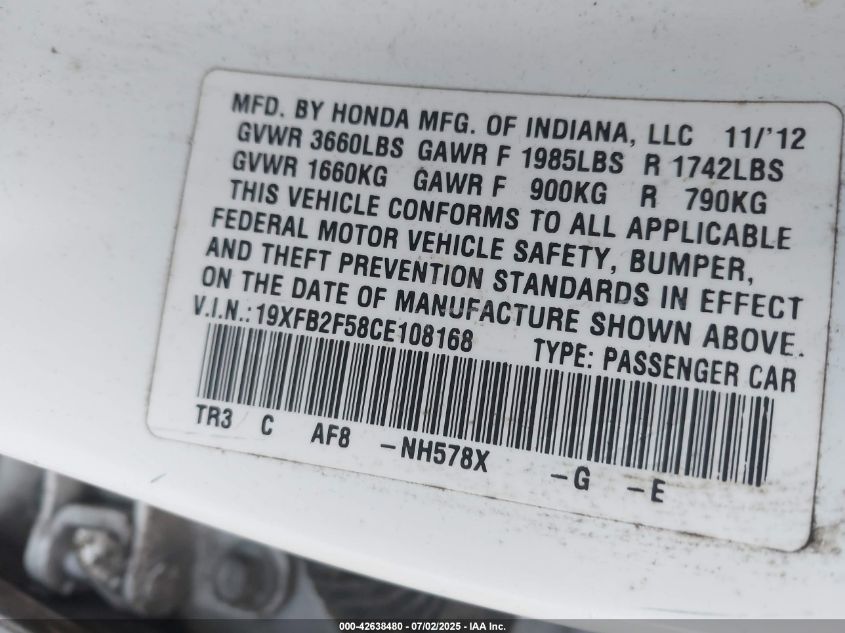 MFD. BY HONDA MFG. OF INDIANA, LLC 11/'12
GVWR 3660LBS GAWR F 1985LBS R 1742LBS
GVWR 1660KG GAWR F 900KG R 790KG
THIS VEHICLE CONFORMS TO ALL APPLICABLE
FEDERAL MOTOR VEHICLE SAFETY, BUMPER,
AND THEFT PREVENTION STANDARDS IN EFFECT
ON THE DATE OF MANUFACTURE SHOWN ABOVE.
V.I.N.:19XFB2F58CE108168 TYPE: PASSENGER CAR
TR3 C AF8 -NH578X -G -E
000-42638480 - 07/02/2025 - IAA Inc.